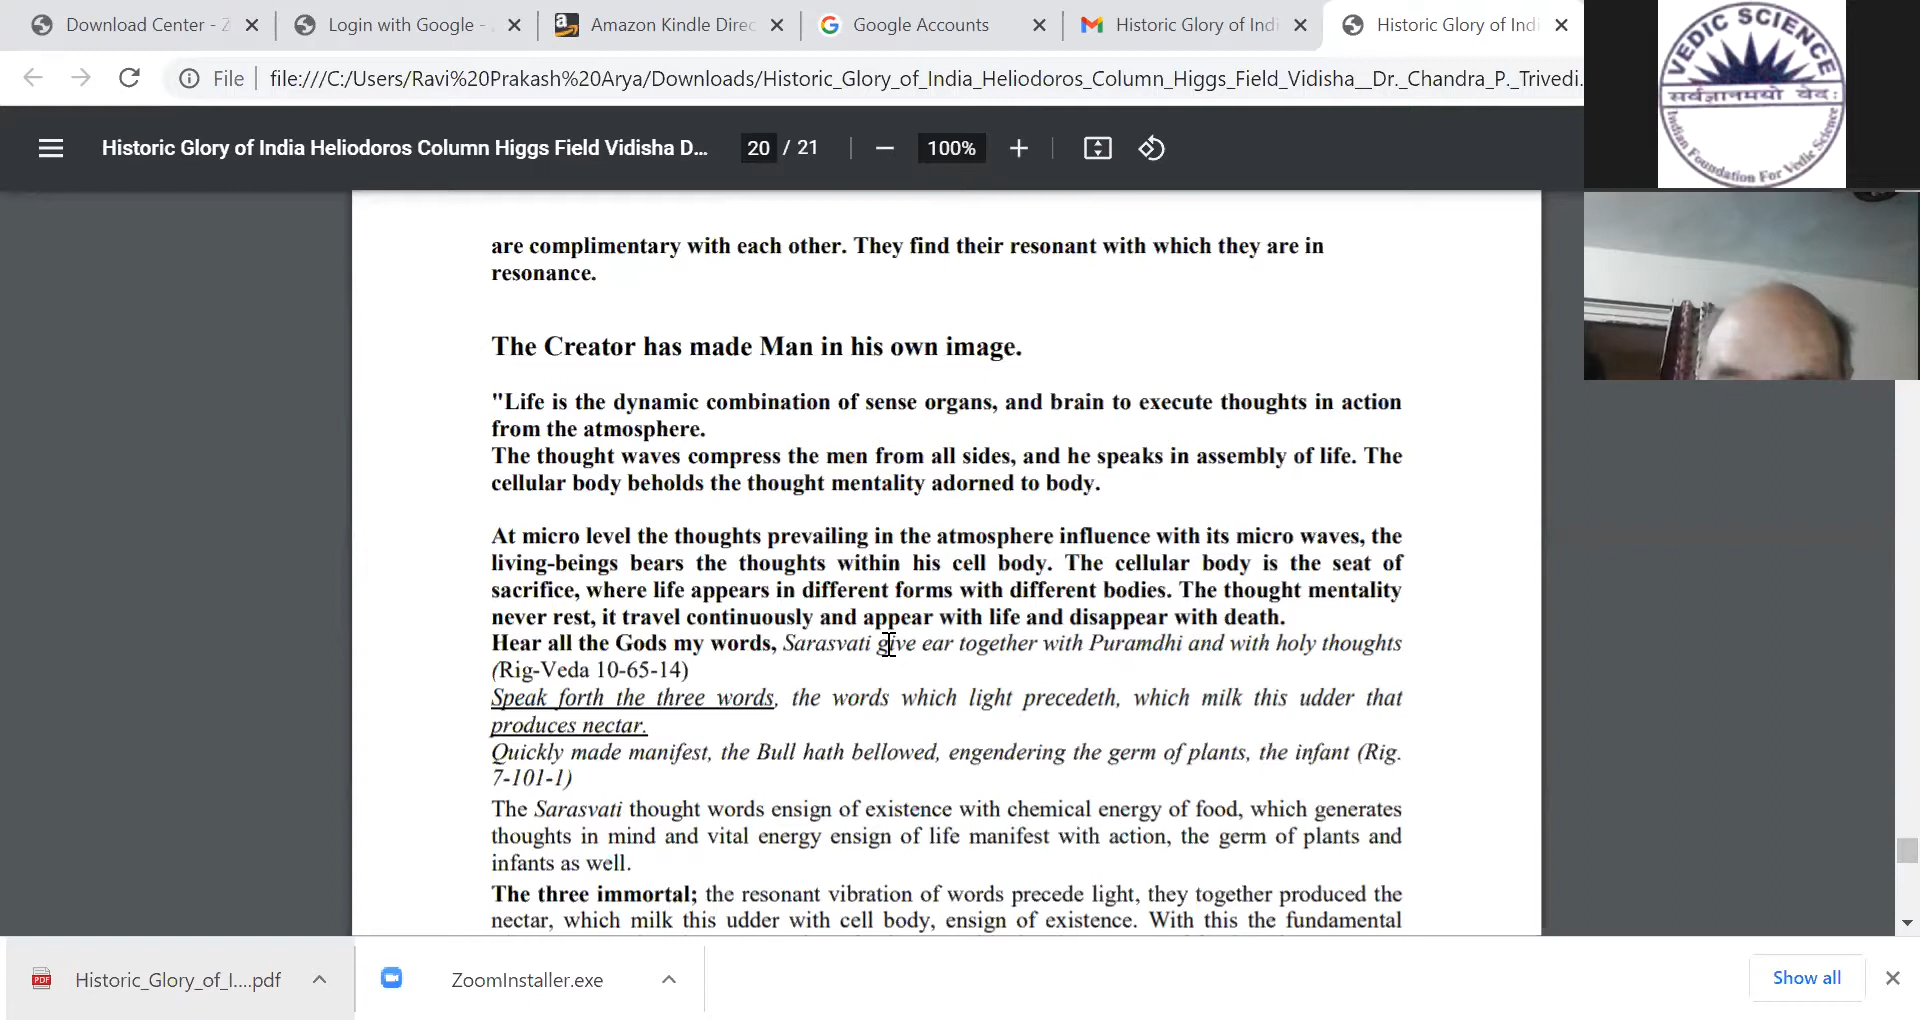 Download Center - Z
Login with Google -
Amazon Kindle Direc
Google Accounts
Historic Glory of Indi
Historic Glory of Indi
File
file:///C:/Users/Ravi%20Prakash%20Arya/Downloads/Historic_Glory_of_India_Heliodoros_Column_Higgs_Field_Vidisha__Dr._Chandra_P._Trivedi.
VEDIC SCIENCE
सर्वज्ञानमयो वेदः
Indian Foundation For Vedic Science
Historic Glory of India Heliodoros Column Higgs Field Vidisha D...
20 / 21
100%
are complimentary with each other. They find their resonant with which they are in
resonance.
The Creator has made Man in his own image.
"Life is the dynamic combination of sense organs, and brain to execute thoughts in action
from the atmosphere.
The thought waves compress the men from all sides, and he speaks in assembly of life. The
cellular body beholds the thought mentality adorned to body.
At micro level the thoughts prevailing in the atmosphere influence with its micro waves, the
living-beings bears the thoughts within his cell body. The cellular body is the seat of
sacrifice, where life appears in different forms with different bodies. The thought mentality
never rest, it travel continuously and appear with life and disappear with death.
Hear all the Gods my words, Sarasvati give ear together with Puramdhi and with holy thoughts
(Rig-Veda 10-65-14)
Speak forth the three words, the words which light precedeth, which milk this udder that
produces nectar.
Quickly made manifest, the Bull hath bellowed, engendering the germ of plants, the infant (Rig.
7-101-1)
The Sarasvati thought words ensign of existence with chemical energy of food, which generates
thoughts in mind and vital energy ensign of life manifest with action, the germ of plants and
infants as well.
The three immortal; the resonant vibration of words precede light, they together produced the
nectar, which milk this udder with cell body, ensign of existence. With this the fundamental
Historic_Glory_of_I....pdf
ZoomInstaller.exe
Show all